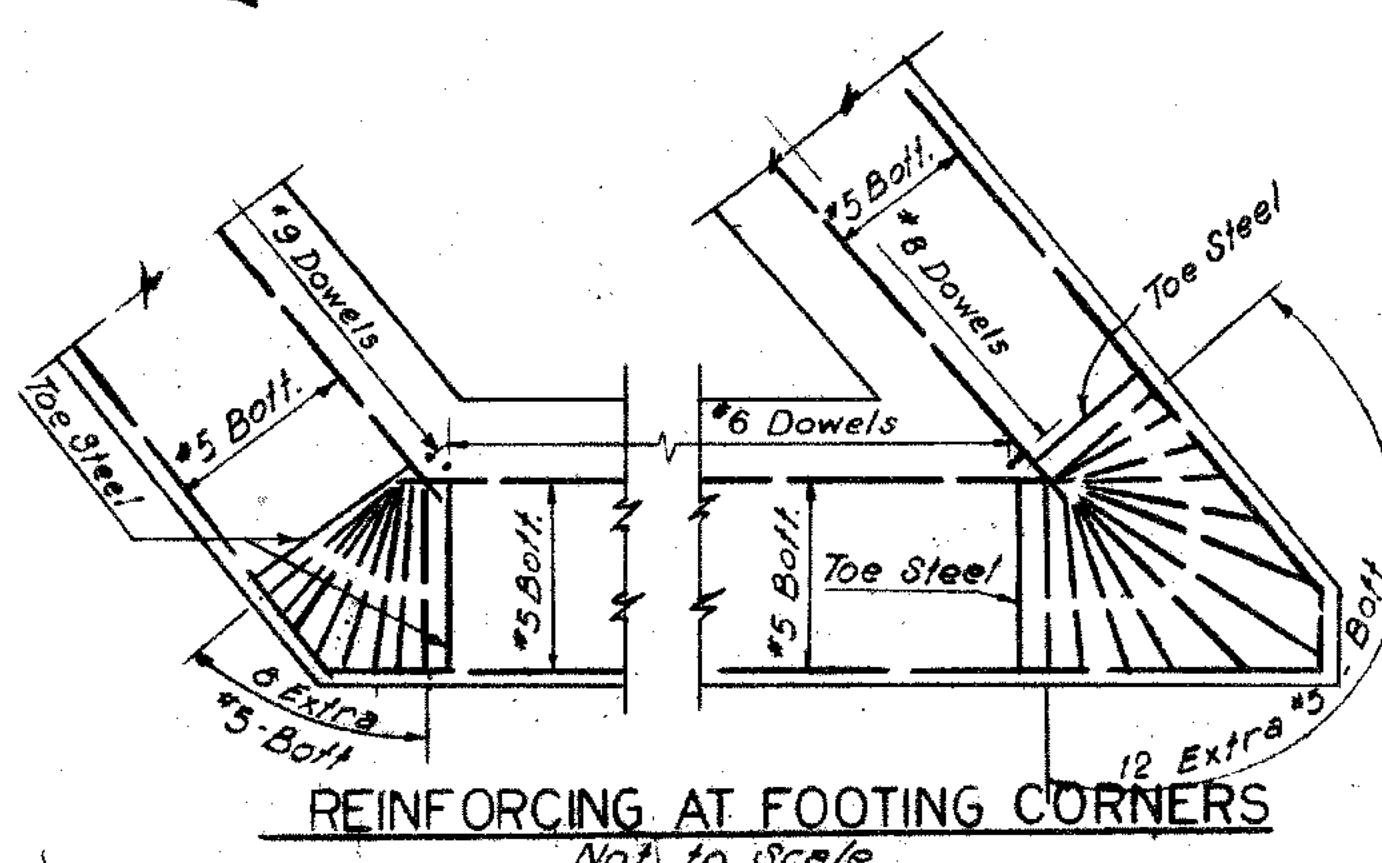 #9 Dowels
#5 Bott.
Toe Steel
#5 Bott.
#8 Dowels
Toe Steel
#6 Dowels
#5 Bott.
#5 Bott.
Toe Steel
8 Extra
#5-Bott
12 Extra #5 - Bott
REINFORCING AT FOOTING CORNERS
Not to Scale